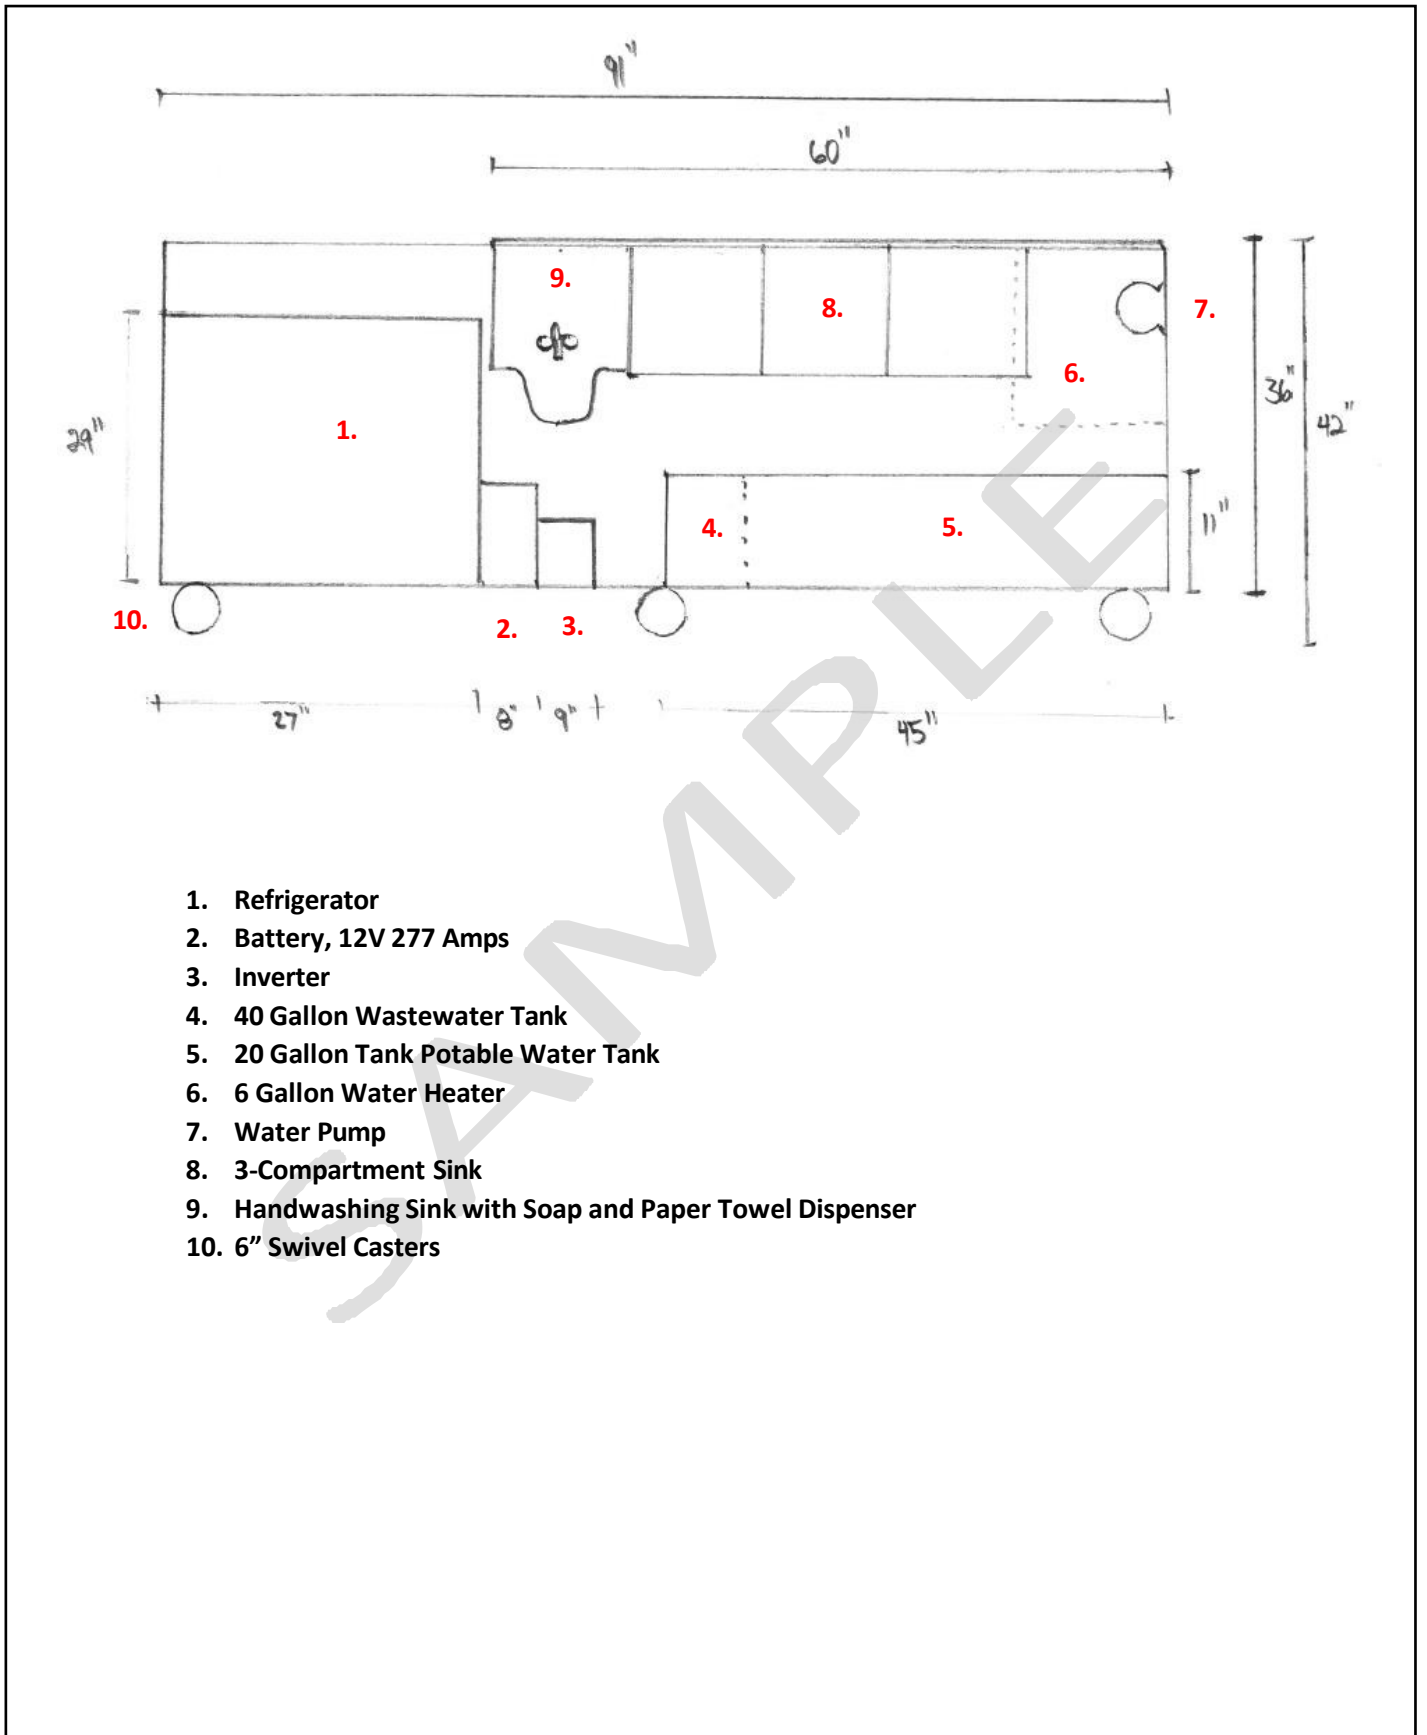 91"
60"
9.
8.
7.
6.
36"
42"
29"
1.
4.
5.
11"
10.
2.
3.
27"
8"
9"
45"
1. Refrigerator
2. Battery, 12V 277 Amps
3. Inverter
4. 40 Gallon Wastewater Tank
5. 20 Gallon Tank Potable Water Tank
6. 6 Gallon Water Heater
7. Water Pump
8. 3-Compartment Sink
9. Handwashing Sink with Soap and Paper Towel Dispenser
10. 6” Swivel Casters
SAMPLE